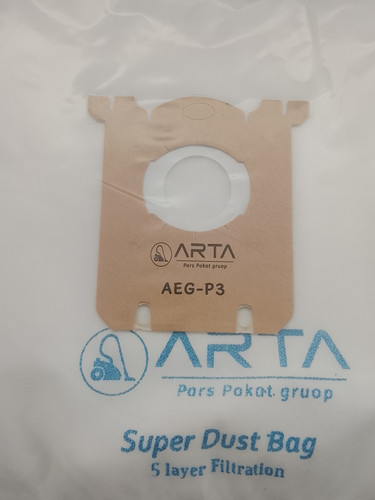 ARTA
Pars Pakat gruop
AEG-P3
ARTA
Pars Pakat gruop
Super Dust Bag
5 layer Filtration